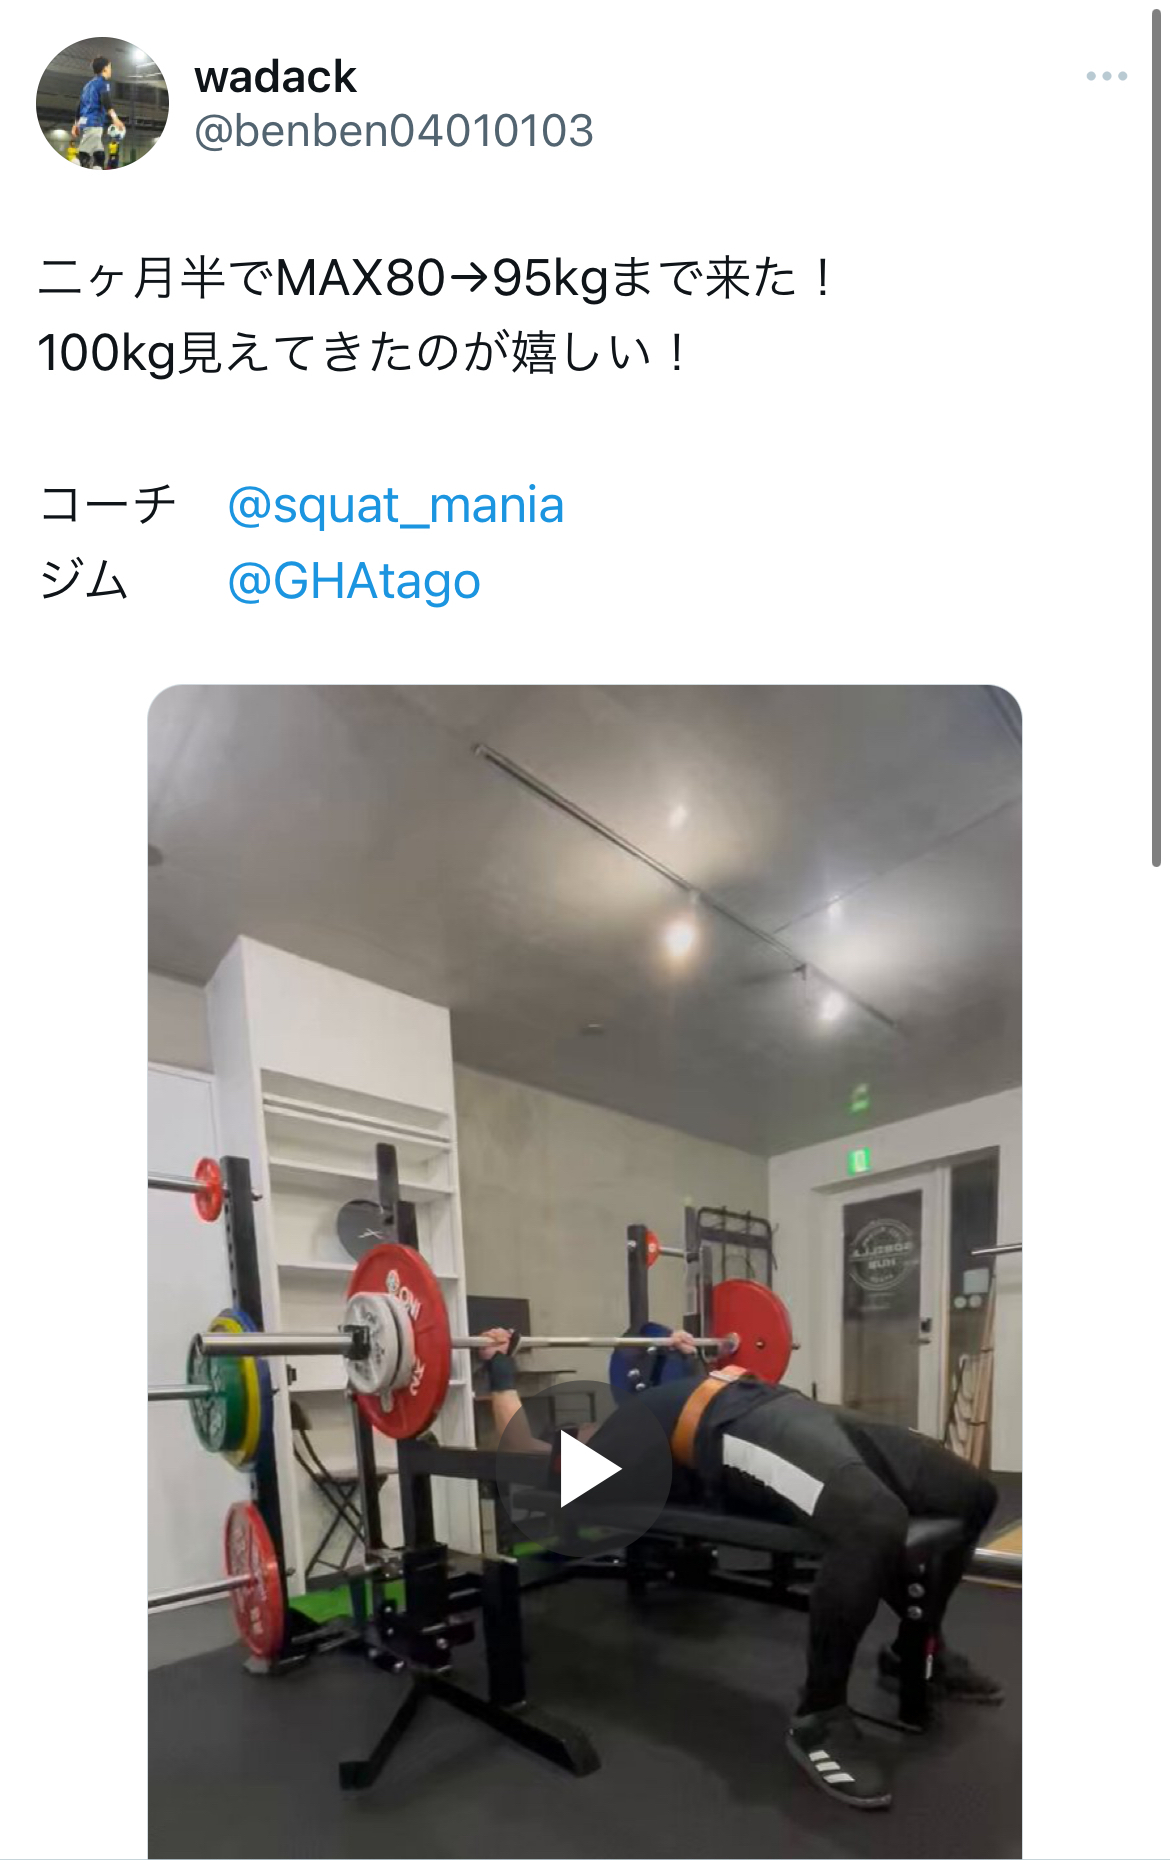 wadack
@benben04010103
二ヶ月半でMAX80→95kgまで来た！
100kg見えてきたのが嬉しい！
コーチ　@squat_mania
ジム　　@GHAtago